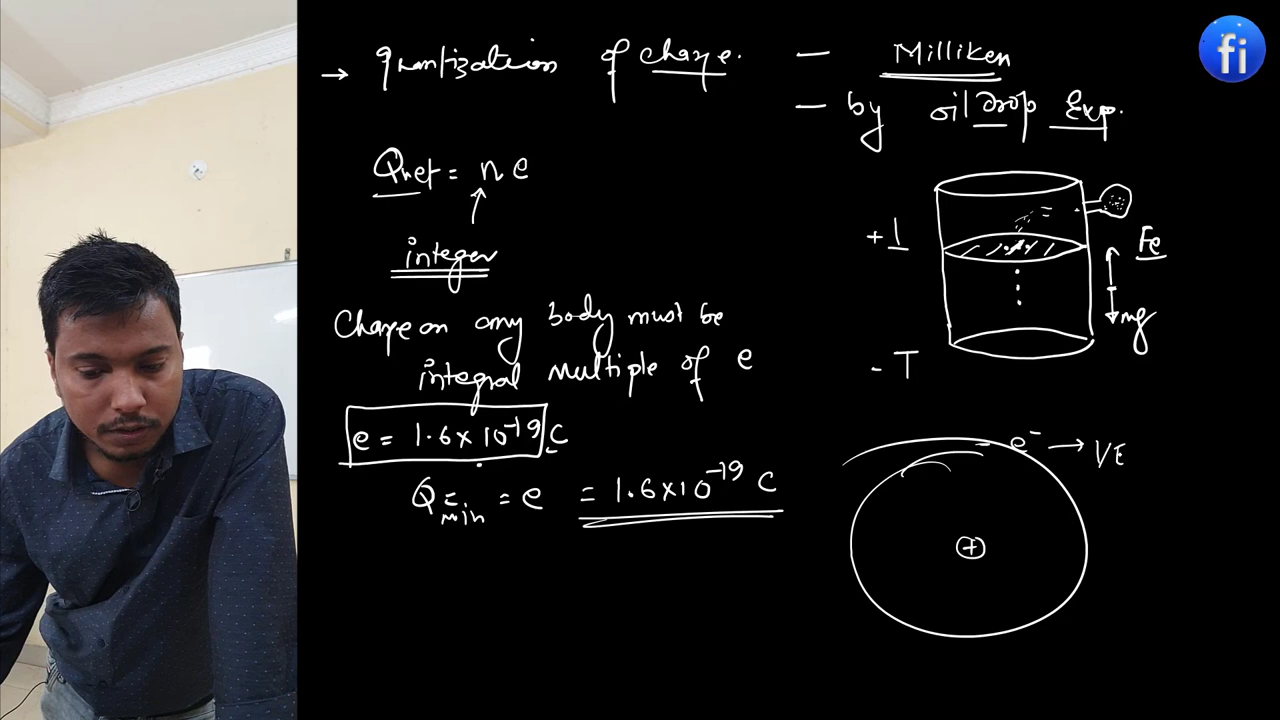 → quantization of charge. — Milliken
— by oil Drop Exp.
Qnet = n e
integer
Charge on any body must be
integral multiple of e
e = 1.6 × 10⁻¹⁹ C
Qmin = e = 1.6×10⁻¹⁹ C
fi
+
Fe
mg
- T
- e⁻ → VE
+